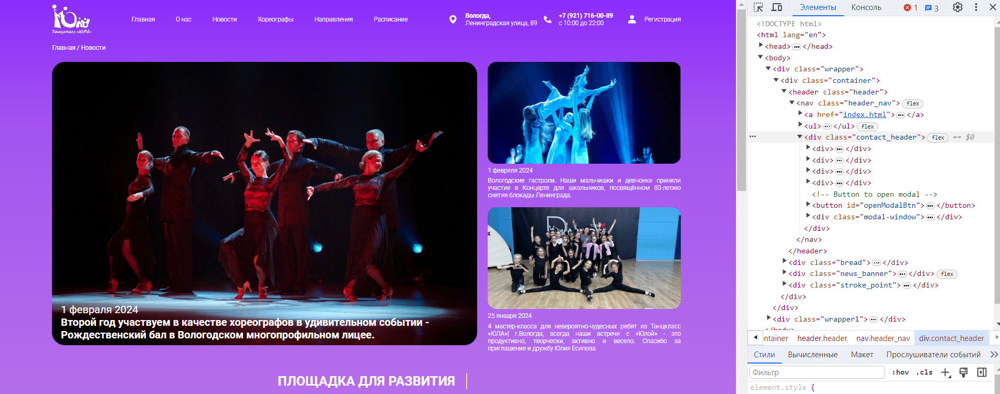 Юла
Танцкласс «ЮЛА»
Главная
О нас
Новости
Хореографы
Направления
Расписание
Вологда,
Ленинградская улица, 89
+7 (921) 716-00-89
с 10:00 до 22:00
Регистрация
Главная / Новости
1 февраля 2024
Второй год участвуем в качестве хореографов в удивительном событии -
Рождественский бал в Вологодском многопрофильном лицее.
1 февряля 2024
Вологодские гастроли. Наши мальчишки и девчонки приняли
участие в Концерте для школьников, посвящённом 80-летию
снятия блокады Ленинграда.
25 января 2024
4 мастер-класса для невероятно-чудесных ребят из Танцкласс
«ЮЛА»| г.Вологда, всегда наши встречи с «Юлой» - это
продуктивно, творчески, активно и весело. Спасибо за
приглашение и дружбу Юлия Есипова
ПЛОЩАДКА ДЛЯ РАЗВИТИЯ
Элементы
Консоль
1
3
<!DOCTYPE html>
<html lang="en">
<head>•••</head>
<body>
<div class="wrapper">
<div class="container">
<header class="header">
<nav class="header_nav"> flex
<a href="index.html">•••</a>
<ul>•••</ul> flex
••• <div class="contact_header"> flex == $0
<div>•••</div>
<div>•••</div>
<div>•••</div>
<div>•••</div>
<!-- Button to open modal -->
<button id="openModalBtn">•••</button>
<div class="modal-window">•••</div>
</div>
</nav>
</header>
<div class="bread">•••</div>
<div class="news_banner">•••</div> flex
<div class="stroke_point">•••</div>
</div>
</div>
<div class="wrapper1">•••</div>
</body>
ontainer
header.header
nav.header_nav
div.contact_header
Стили
Вычисленные
Макет
Прослушиватели событий
Фильтр
:hov
.cls
element.style {